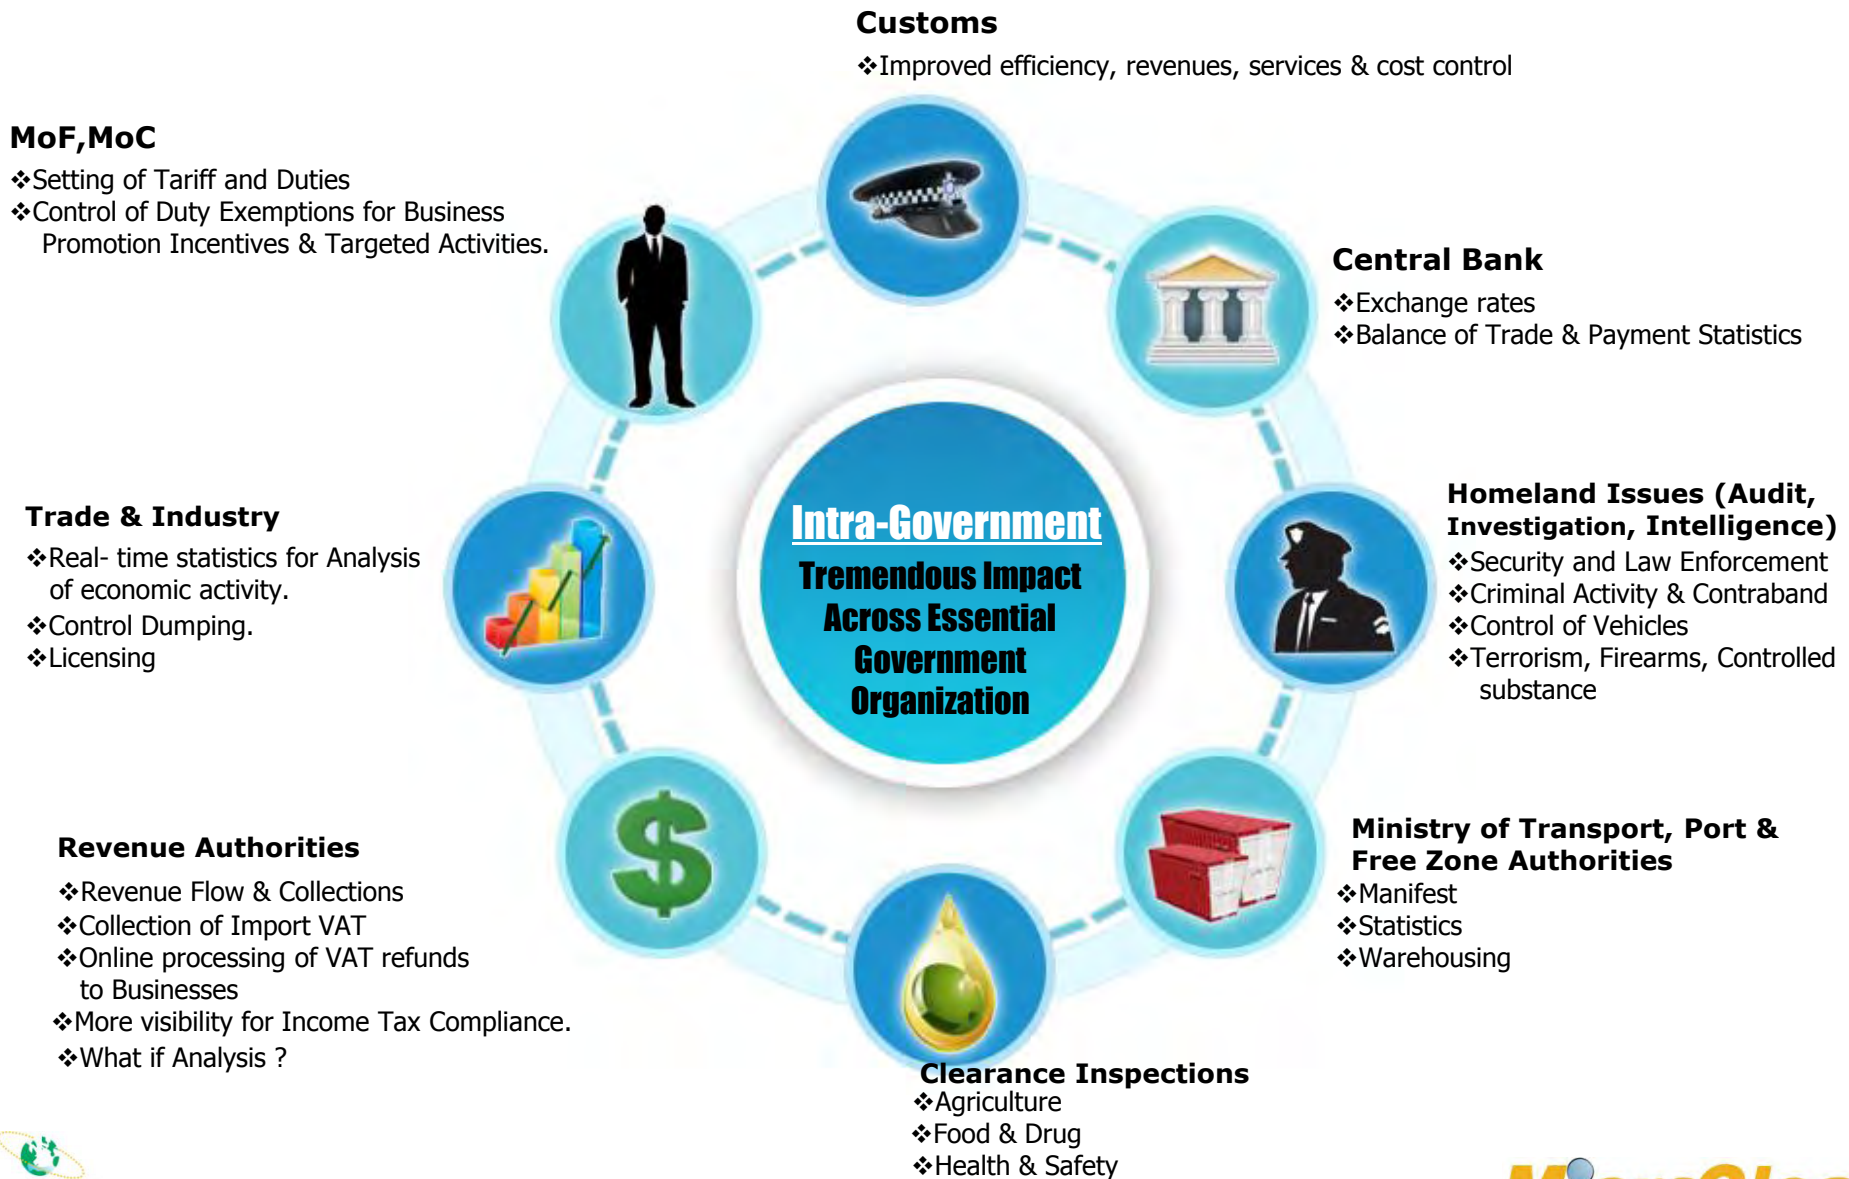 Customs
❖Improved efficiency, revenues, services & cost control
MoF,MoC
❖Setting of Tariff and Duties
❖Control of Duty Exemptions for Business
Promotion Incentives & Targeted Activities.
Central Bank
❖Exchange rates
❖Balance of Trade & Payment Statistics
Intra-Government
Tremendous Impact
Across Essential
Government
Organization
Homeland Issues (Audit,
Investigation, Intelligence)
❖Security and Law Enforcement
❖Criminal Activity & Contraband
❖Control of Vehicles
❖Terrorism, Firearms, Controlled
substance
Trade & Industry
❖Real- time statistics for Analysis
of economic activity.
❖Control Dumping.
❖Licensing
Ministry of Transport, Port &
Free Zone Authorities
❖Manifest
❖Statistics
❖Warehousing
Revenue Authorities
❖Revenue Flow & Collections
❖Collection of Import VAT
❖Online processing of VAT refunds
to Businesses
❖More visibility for Income Tax Compliance.
❖What if Analysis ?
Clearance Inspections
❖Agriculture
❖Food & Drug
❖Health & Safety